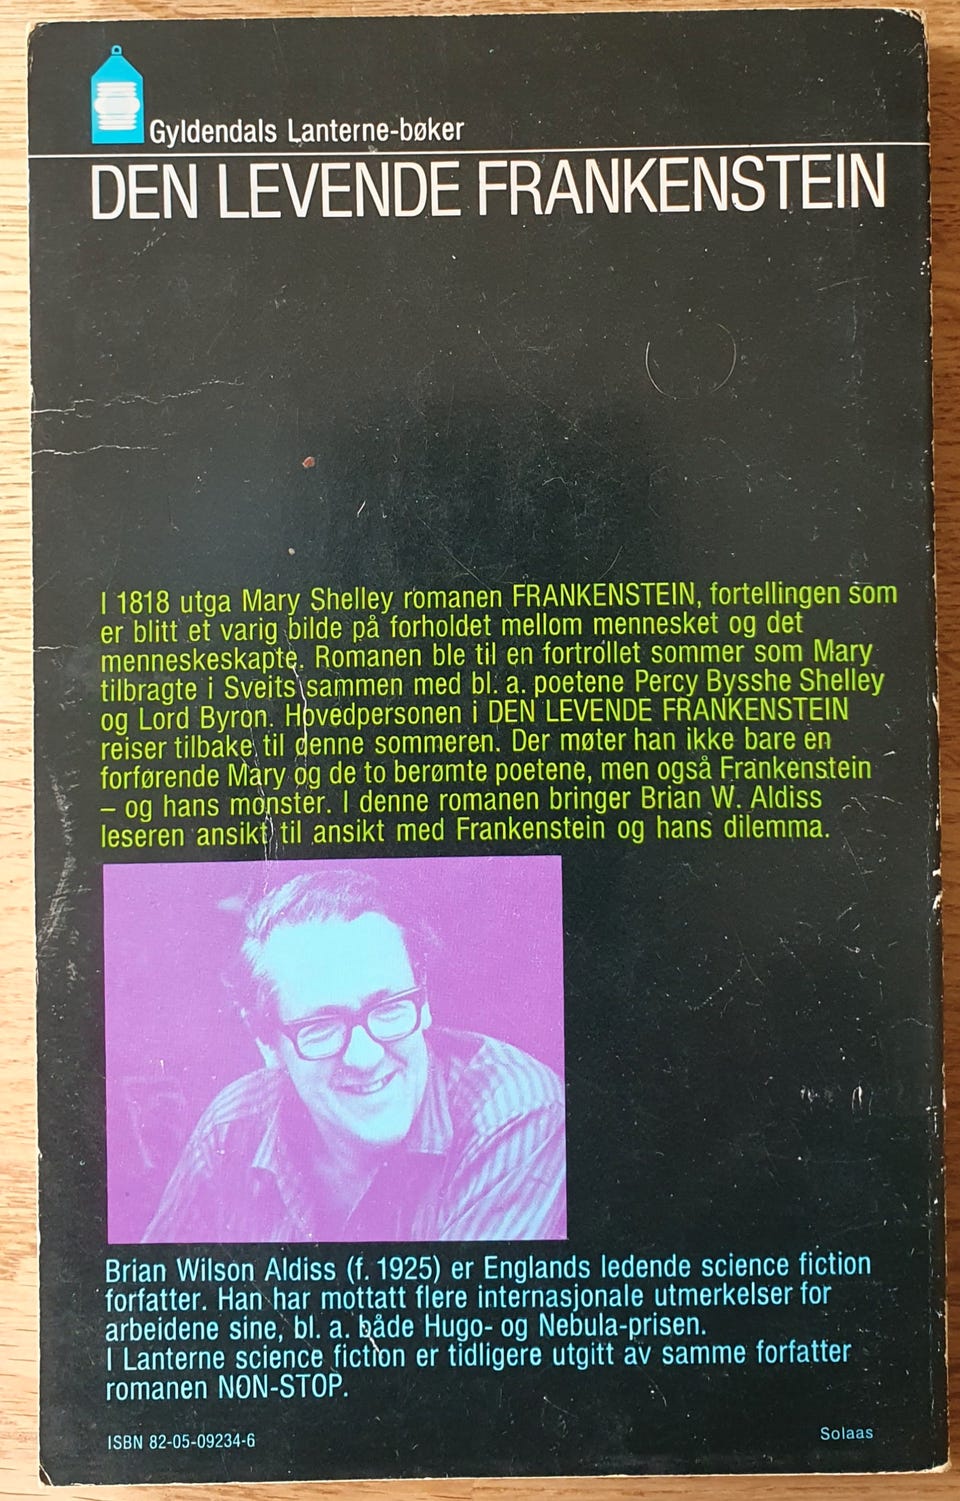 Gyldendals Lanterne-bøker
DEN LEVENDE FRANKENSTEIN
I 1818 utga Mary Shelley romanen FRANKENSTEIN, fortellingen som
er blitt et varig bilde på forholdet mellom mennesket og det
menneskeskapte. Romanen ble til en fortrollet sommer som Mary
tilbragte i Sveits sammen med bl. a. poetene Percy Bysshe Shelley
og Lord Byron. Hovedpersonen i DEN LEVENDE FRANKENSTEIN
reiser tilbake til denne sommeren. Der møter han ikke bare en
forførende Mary og de to berømte poetene, men også Frankenstein
– og hans monster. I denne romanen bringer Brian W. Aldiss
leseren ansikt til ansikt med Frankenstein og hans dilemma.
Brian Wilson Aldiss (f. 1925) er Englands ledende science fiction
forfatter. Han har mottatt flere internasjonale utmerkelser for
arbeidene sine, bl. a. både Hugo- og Nebula-prisen.
I Lanterne science fiction er tidligere utgitt av samme forfatter
romanen NON-STOP.
ISBN 82-05-09234-6
Solaas